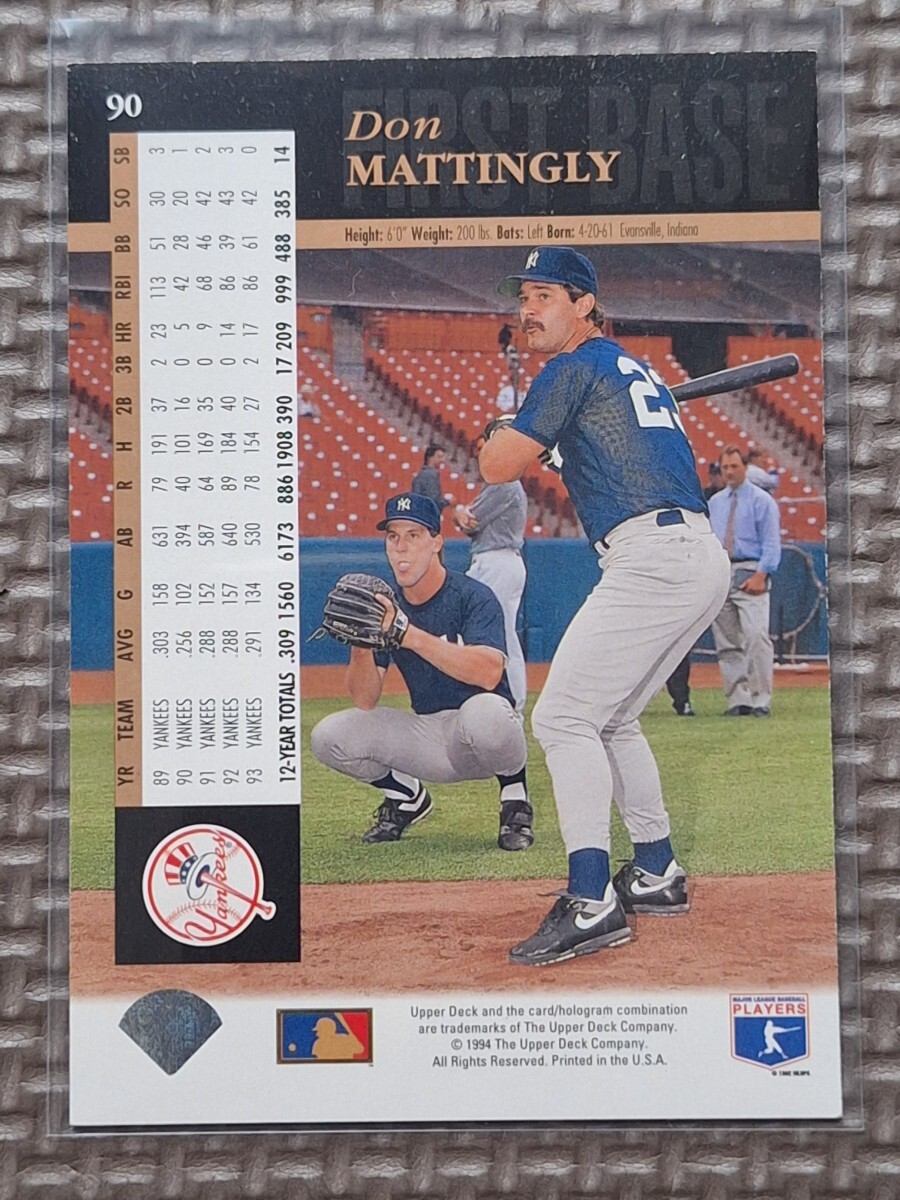 90
FIRST BASE
Don
MATTINGLY
Height: 6'0" Weight: 200 lbs. Bats: Left Born: 4-20-61 Evansville, Indiana
YR TEAM AVG G AB R H 2B 3B HR RBI BB SO SB
89 YANKEES .303 158 631 79 191 37 2 23 113 51 30 3
90 YANKEES .256 102 394 40 101 16 0 5 42 28 20 1
91 YANKEES .288 152 587 64 169 35 0 9 68 46 42 2
92 YANKEES .288 157 640 89 184 40 0 14 86 39 43 3
93 YANKEES .291 134 530 78 154 27 2 17 86 61 42 0
12-YEAR TOTALS .309 1560 6173 886 1908 390 17 209 999 488 385 14
NY
NY
23
Yankees
Upper Deck and the card/hologram combination
are trademarks of The Upper Deck Company.
© 1994 The Upper Deck Company.
All Rights Reserved. Printed in the U.S.A.
MAJOR LEAGUE BASEBALL
PLAYERS